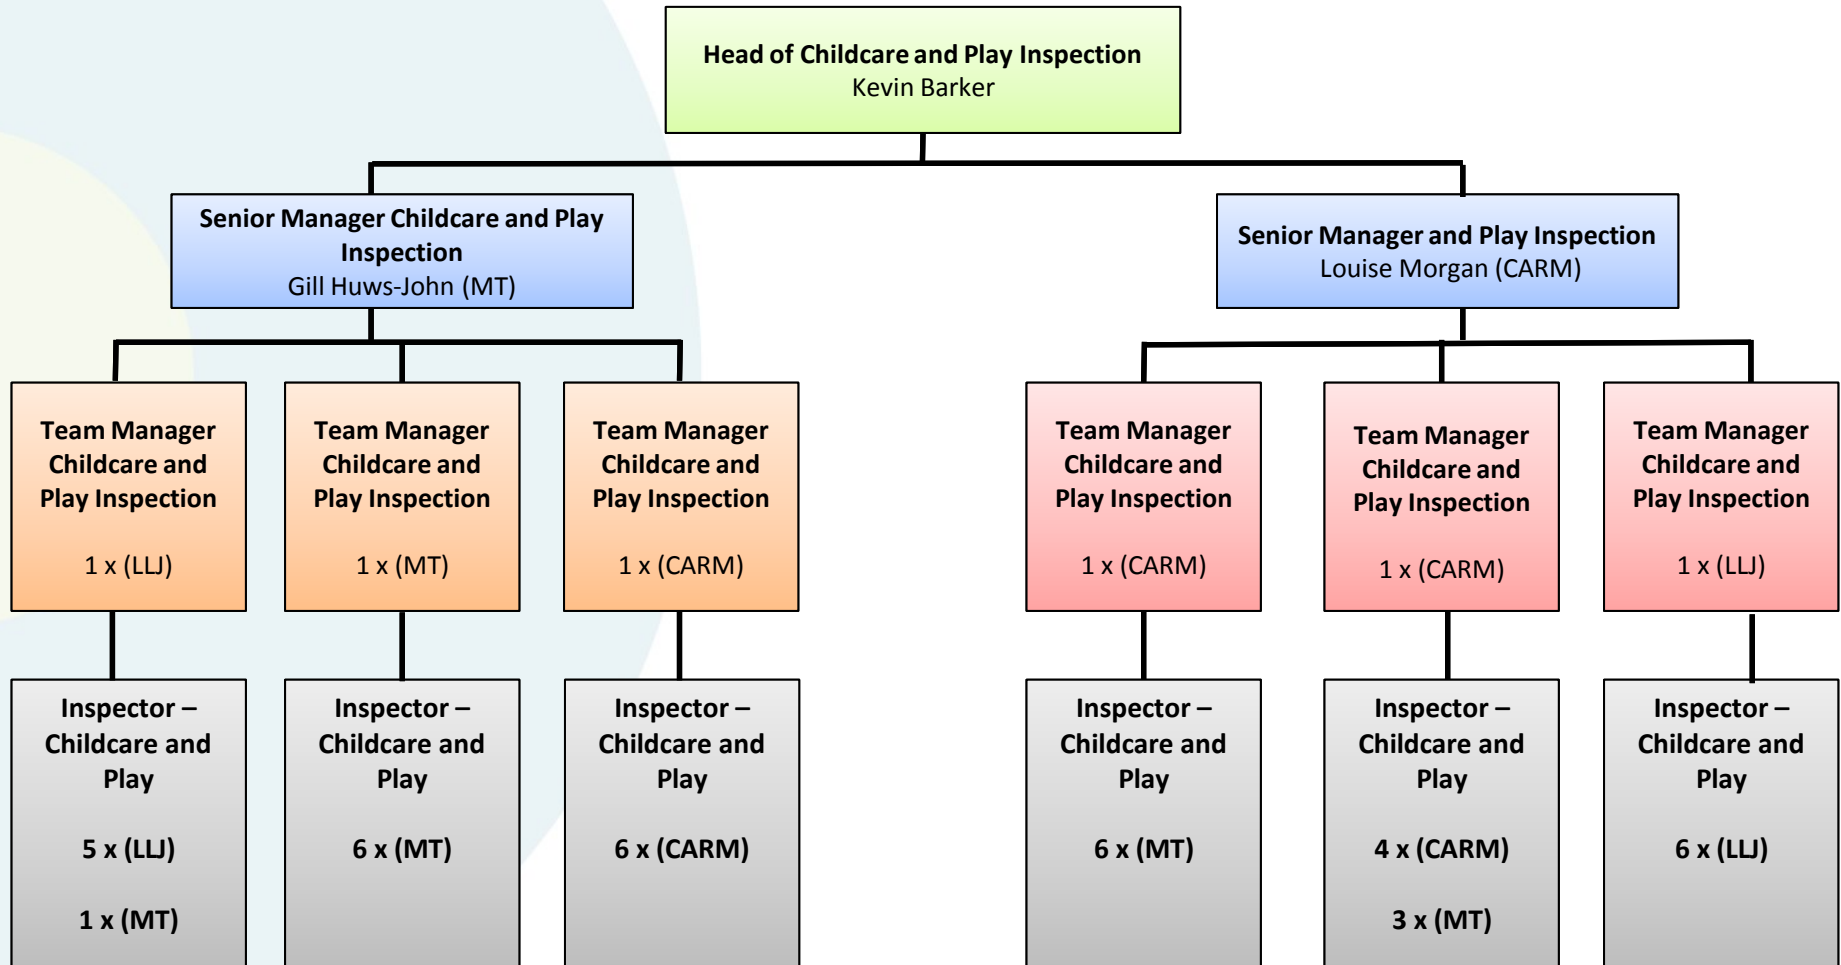 Head of Childcare and Play Inspection
Kevin Barker
Senior Manager Childcare and Play
Inspection
Gill Huws-John (MT)
Senior Manager and Play Inspection
Louise Morgan (CARM)
Team Manager
Childcare and
Play Inspection
1 x (LLJ)
Team Manager
Childcare and
Play Inspection
1 x (MT)
Team Manager
Childcare and
Play Inspection
1 x (CARM)
Team Manager
Childcare and
Play Inspection
1 x (CARM)
Team Manager
Childcare and
Play Inspection
1 x (CARM)
Team Manager
Childcare and
Play Inspection
1 x (LLJ)
Inspector –
Childcare and
Play
5 x (LLJ)
1 x (MT)
Inspector –
Childcare and
Play
6 x (MT)
Inspector –
Childcare and
Play
6 x (CARM)
Inspector –
Childcare and
Play
6 x (MT)
Inspector –
Childcare and
Play
4 x (CARM)
3 x (MT)
Inspector –
Childcare and
Play
6 x (LLJ)